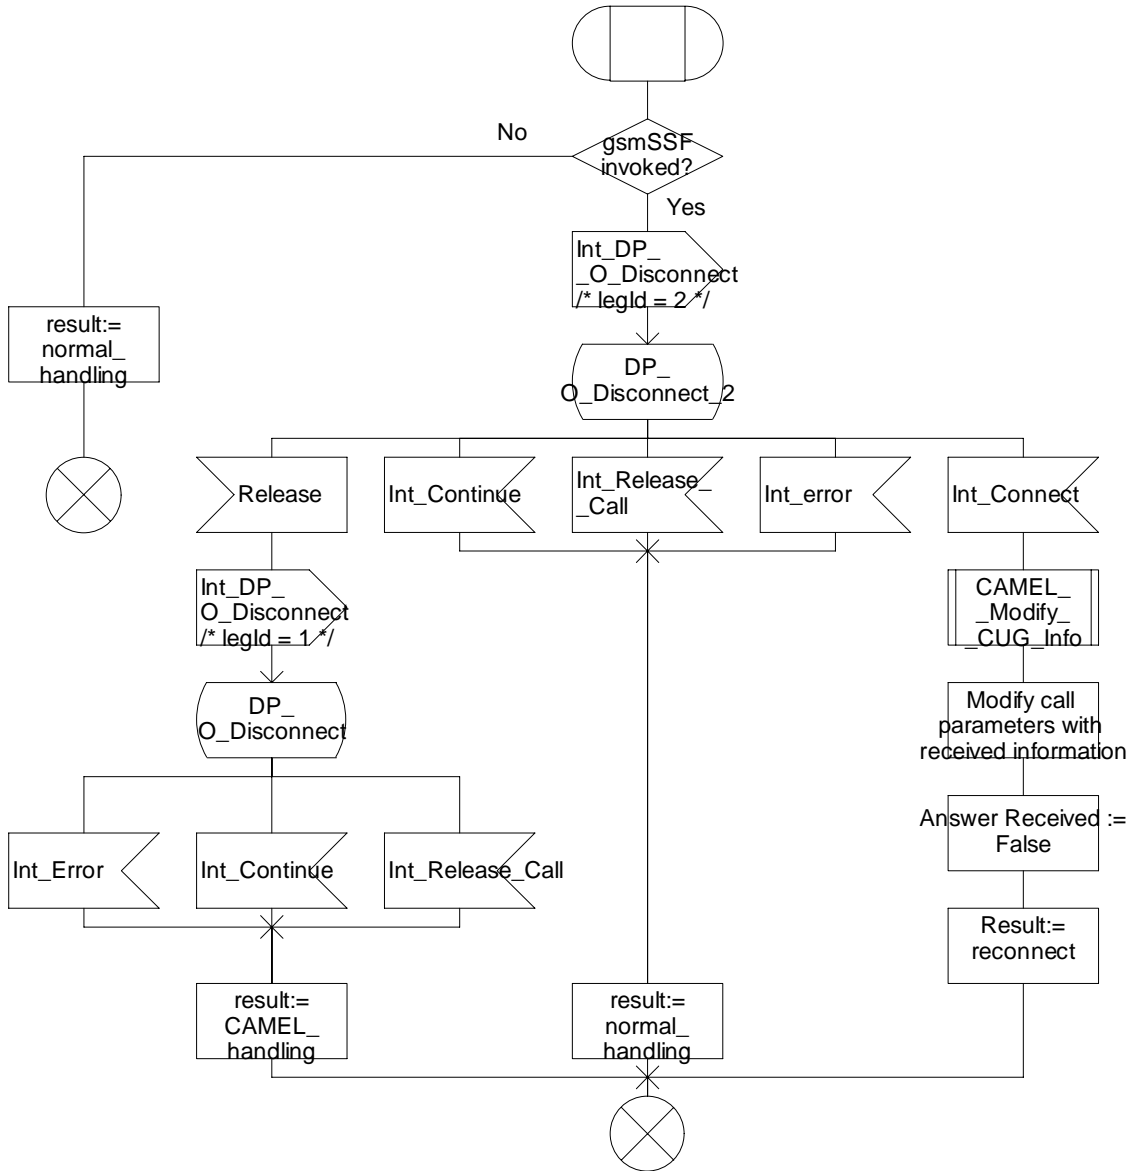 No
gsmSSF
invoked?
Yes
Int_DP_
_O_Disconnect
/* legId = 2 */
result:=
normal_
handling
DP_
O_Disconnect_2
Release
Int_Continue
Int_Release_
_Call
Int_error
Int_Connect
Int_DP_
O_Disconnect
/* legId = 1 */
CAMEL_
_Modify_
_CUG_Info
DP_
O_Disconnect
Modify call
parameters with
received information
Answer Received :=
False
Int_Error
Int_Continue
Int_Release_Call
Result:=
reconnect
result:=
CAMEL_
handling
result:=
normal_
handling